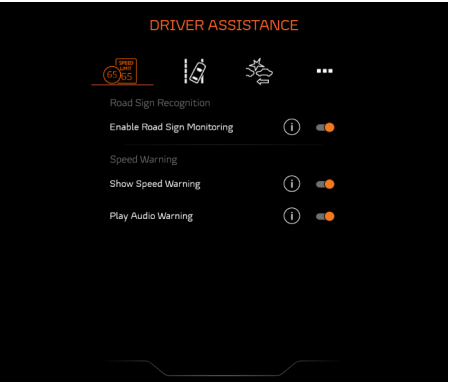 DRIVER ASSISTANCE
SPEED
LIMIT
65 65
Road Sign Recognition
Enable Road Sign Monitoring i
Speed Warning
Show Speed Warning i
Play Audio Warning i